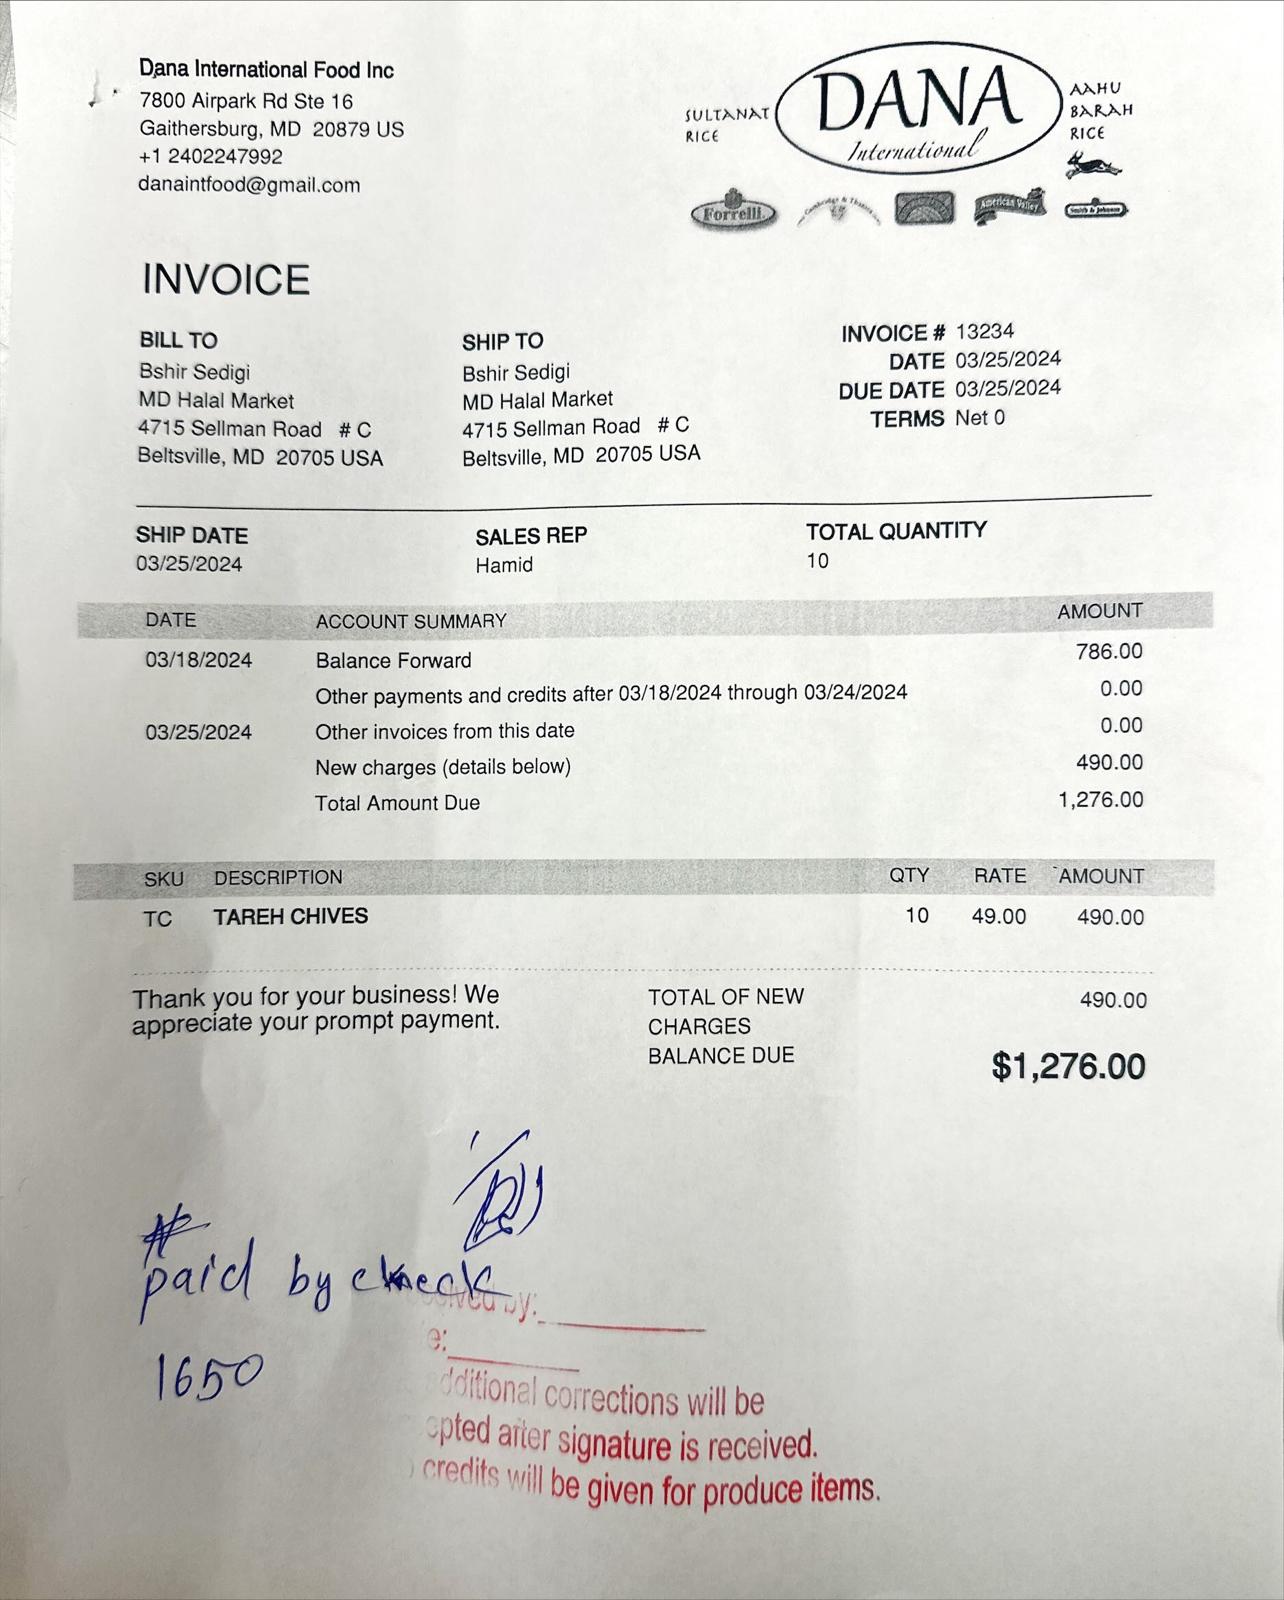 Dana International Food Inc
7800 Airpark Rd Ste 16
Gaithersburg, MD 20879 US
+1 2402247992
danaintfood@gmail.com
SULTANAT
RICE
DANA
International
AAHU
BARAH
RICE
Forrelli
American Valley
Smith & Johnson
INVOICE
BILL TO
Bshir Sedigi
MD Halal Market
4715 Sellman Road # C
Beltsville, MD 20705 USA
SHIP TO
Bshir Sedigi
MD Halal Market
4715 Sellman Road # C
Beltsville, MD 20705 USA
INVOICE # 13234
DATE 03/25/2024
DUE DATE 03/25/2024
TERMS Net 0
SHIP DATE
03/25/2024
SALES REP
Hamid
TOTAL QUANTITY
10
DATE ACCOUNT SUMMARY AMOUNT
03/18/2024 Balance Forward 786.00
Other payments and credits after 03/18/2024 through 03/24/2024 0.00
03/25/2024 Other invoices from this date 0.00
New charges (details below) 490.00
Total Amount Due 1,276.00
SKU DESCRIPTION QTY RATE AMOUNT
TC TAREH CHIVES 10 49.00 490.00
Thank you for your business! We
appreciate your prompt payment.
TOTAL OF NEW
CHARGES
490.00
BALANCE DUE $1,276.00
#
paid by check
1650
ived by:
e:
dditional corrections will be
epted after signature is received.
credits will be given for produce items.